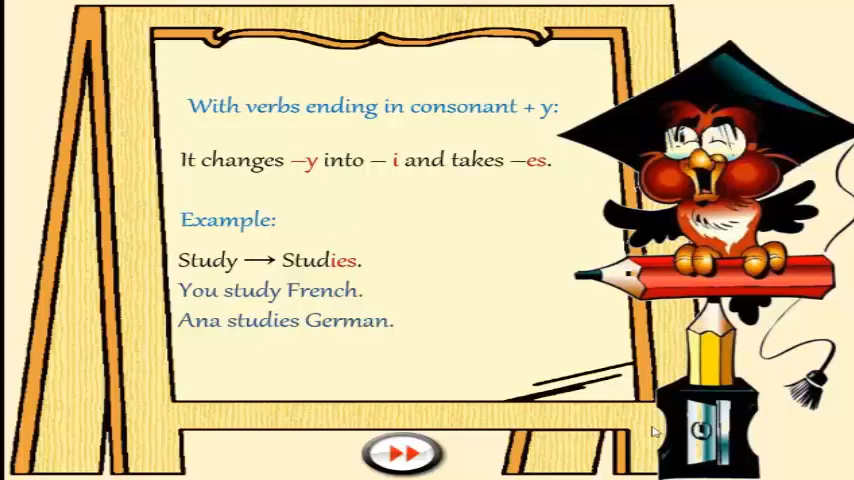 With verbs ending in consonant + y:
It changes –y into – i and takes –es.
Example:
Study ⟶ Studies.
You study French.
Ana studies German.